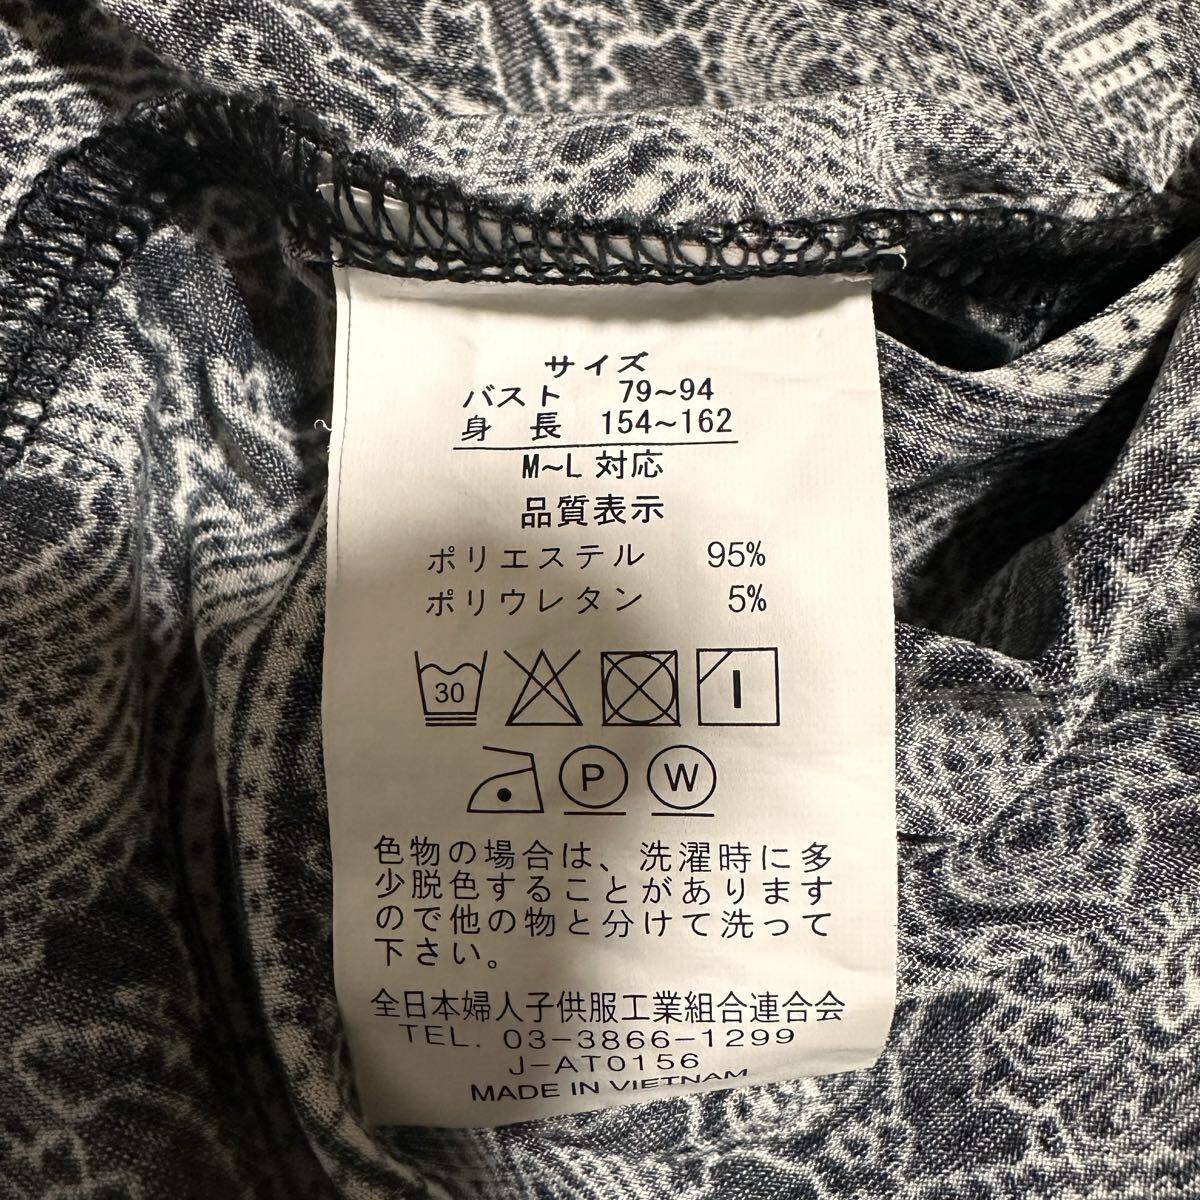 サイズ
バスト 79~94
身 長 154~162
M~L 対応
品質表示
ポリエステル 95%
ポリウレタン 5%
30
P W
色物の場合は、洗濯時に多
少脱色することがあります
ので他の物と分けて洗って
下さい。
全日本婦人子供服工業組合連合会
TEL. 03-3866-1299
J-AT0156
MADE IN VIETNAM